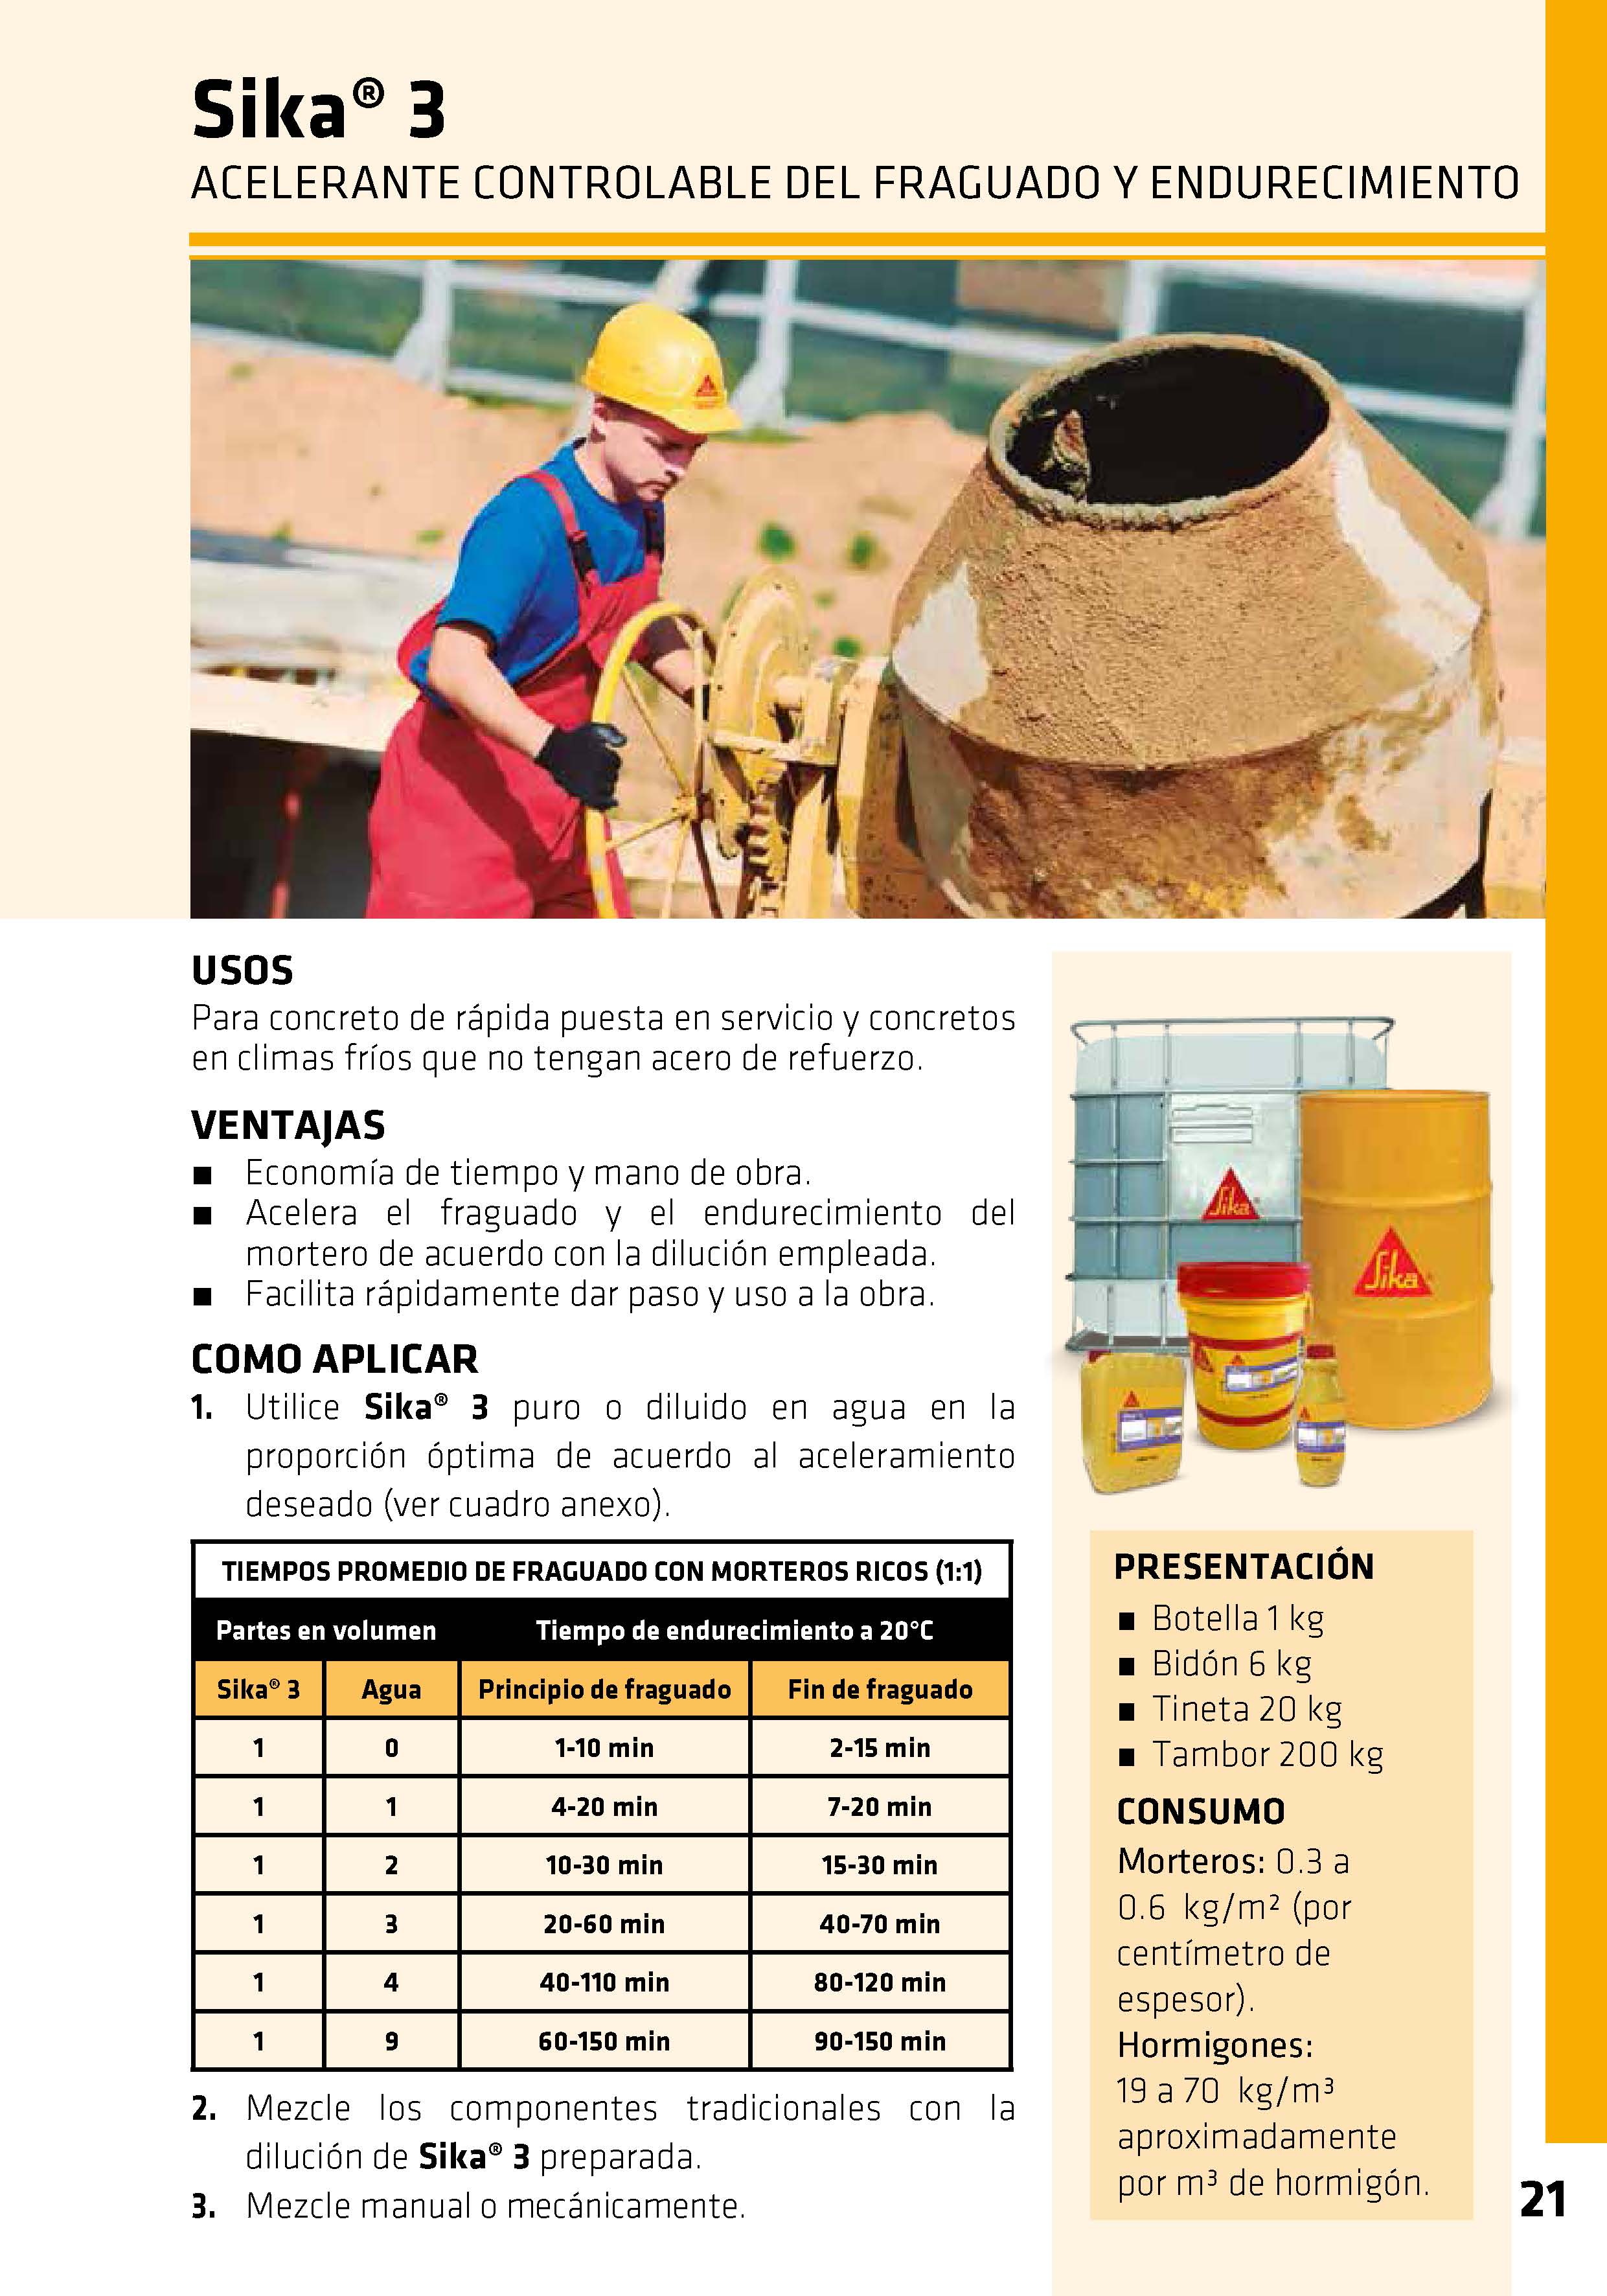 Sika® 3
ACELERANTE CONTROLABLE DEL FRAGUADO Y ENDURECIMIENTO
USOS
Para concreto de rápida puesta en servicio y concretos
en climas fríos que no tengan acero de refuerzo.
VENTAJAS
■ Economía de tiempo y mano de obra.
■ Acelera el fraguado y el endurecimiento del
mortero de acuerdo con la dilución empleada.
■ Facilita rápidamente dar paso y uso a la obra.
COMO APLICAR
1. Utilice Sika® 3 puro o diluido en agua en la
proporción óptima de acuerdo al aceleramiento
deseado (ver cuadro anexo).
TIEMPOS PROMEDIO DE FRAGUADO CON MORTEROS RICOS (1:1)
Partes en volumen Tiempo de endurecimiento a 20°C
Sika® 3 Agua Principio de fraguado Fin de fraguado
1 0 1-10 min 2-15 min
1 1 4-20 min 7-20 min
1 2 10-30 min 15-30 min
1 3 20-60 min 40-70 min
1 4 40-110 min 80-120 min
1 9 60-150 min 90-150 min
2. Mezcle los componentes tradicionales con la
dilución de Sika® 3 preparada.
3. Mezcle manual o mecánicamente.
Sika
Sika
PRESENTACIÓN
■ Botella 1 kg
■ Bidón 6 kg
■ Tineta 20 kg
■ Tambor 200 kg
CONSUMO
Morteros: 0.3 a
0.6 kg/m² (por
centímetro de
espesor).
Hormigones:
19 a 70 kg/m³
aproximadamente
por m³ de hormigón.
21